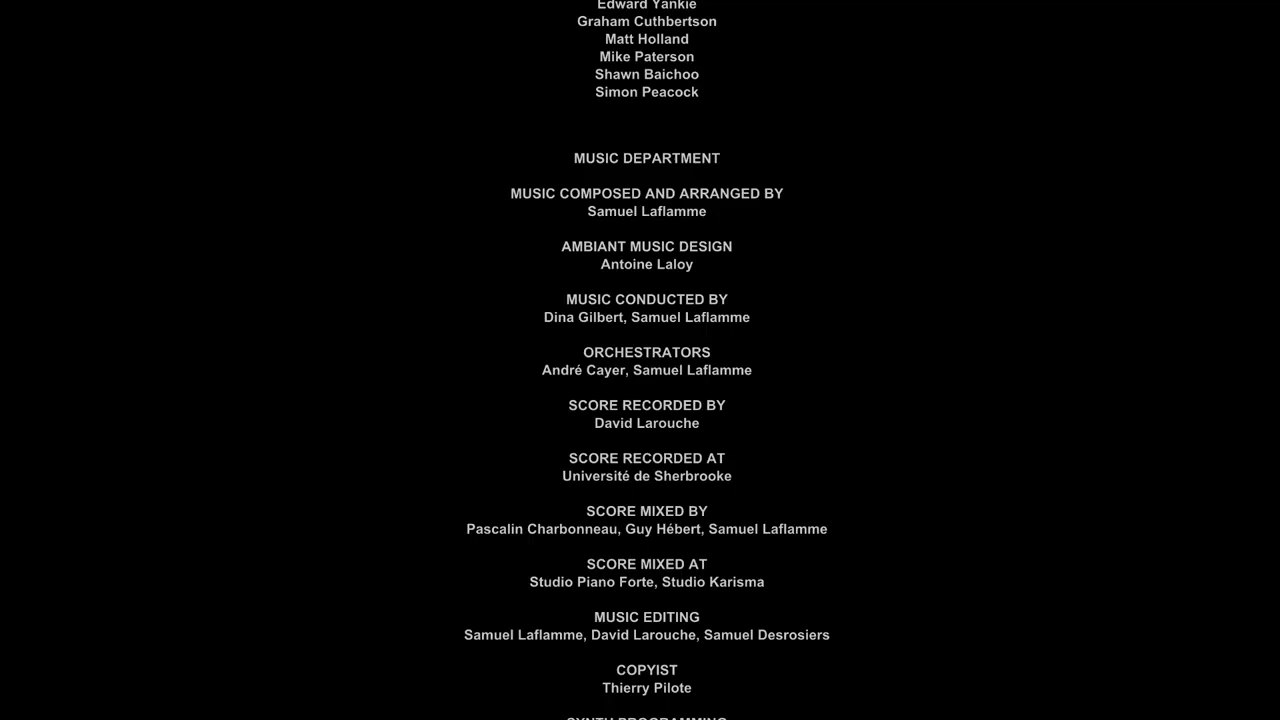 Edward Yankie
Graham Cuthbertson
Matt Holland
Mike Paterson
Shawn Baichoo
Simon Peacock
MUSIC DEPARTMENT
MUSIC COMPOSED AND ARRANGED BY
Samuel Laflamme
AMBIANT MUSIC DESIGN
Antoine Laloy
MUSIC CONDUCTED BY
Dina Gilbert, Samuel Laflamme
ORCHESTRATORS
André Cayer, Samuel Laflamme
SCORE RECORDED BY
David Larouche
SCORE RECORDED AT
Université de Sherbrooke
SCORE MIXED BY
Pascalin Charbonneau, Guy Hébert, Samuel Laflamme
SCORE MIXED AT
Studio Piano Forte, Studio Karisma
MUSIC EDITING
Samuel Laflamme, David Larouche, Samuel Desrosiers
COPYIST
Thierry Pilote
SYNTH PROGRAMMING